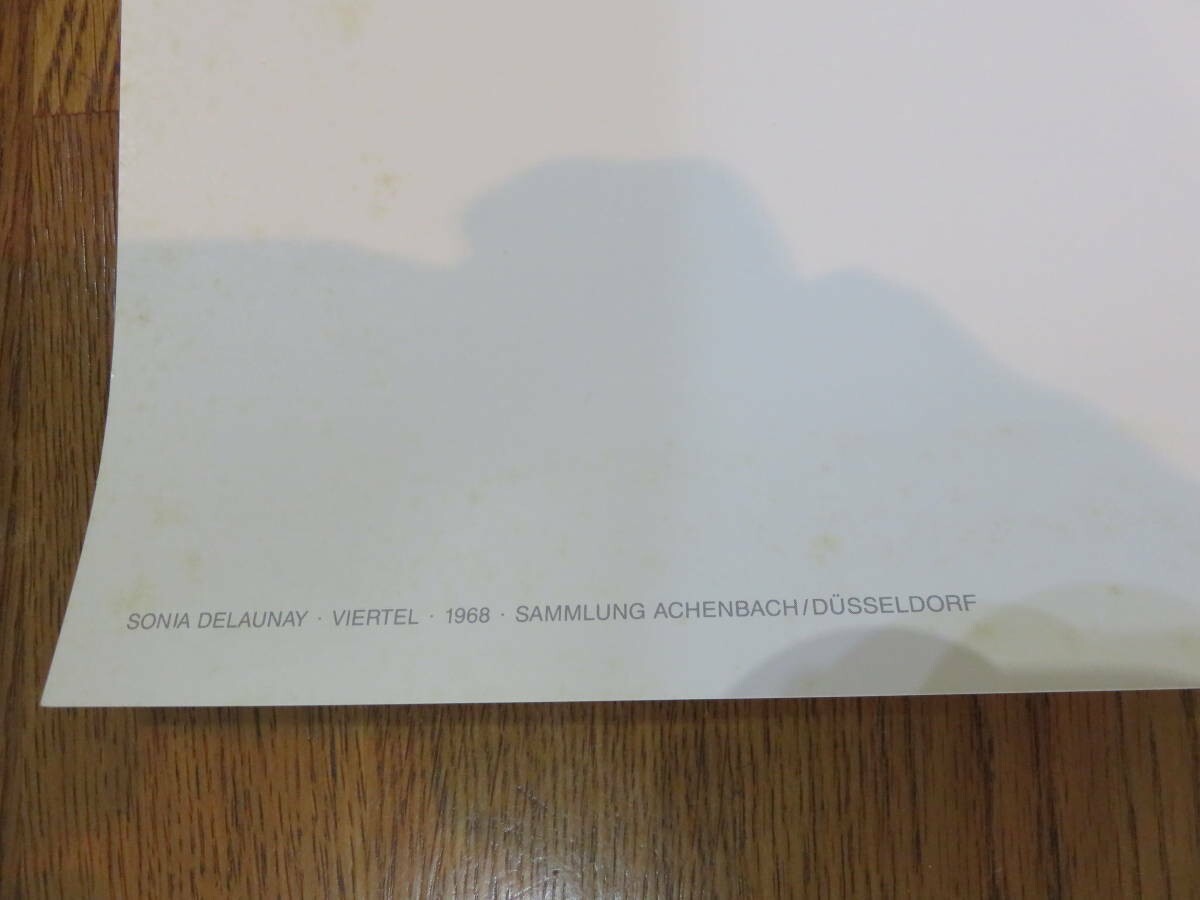 SONIA DELAUNAY · VIERTEL · 1968 · SAMMLUNG ACHENBACH/DÜSSELDORF